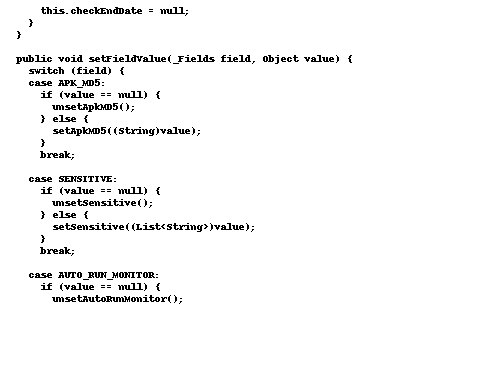 this.checkEndDate = null;
}
}
public void setFieldValue(_Fields field, Object value) {
switch (field) {
case APK_MD5:
if (value == null) {
unsetApkMD5();
} else {
setApkMD5((String)value);
}
break;
case SENSITIVE:
if (value == null) {
unsetSensitive();
} else {
setSensitive((List<String>)value);
}
break;
case AUTO_RUN_MONITOR:
if (value == null) {
unsetAutoRunMonitor();